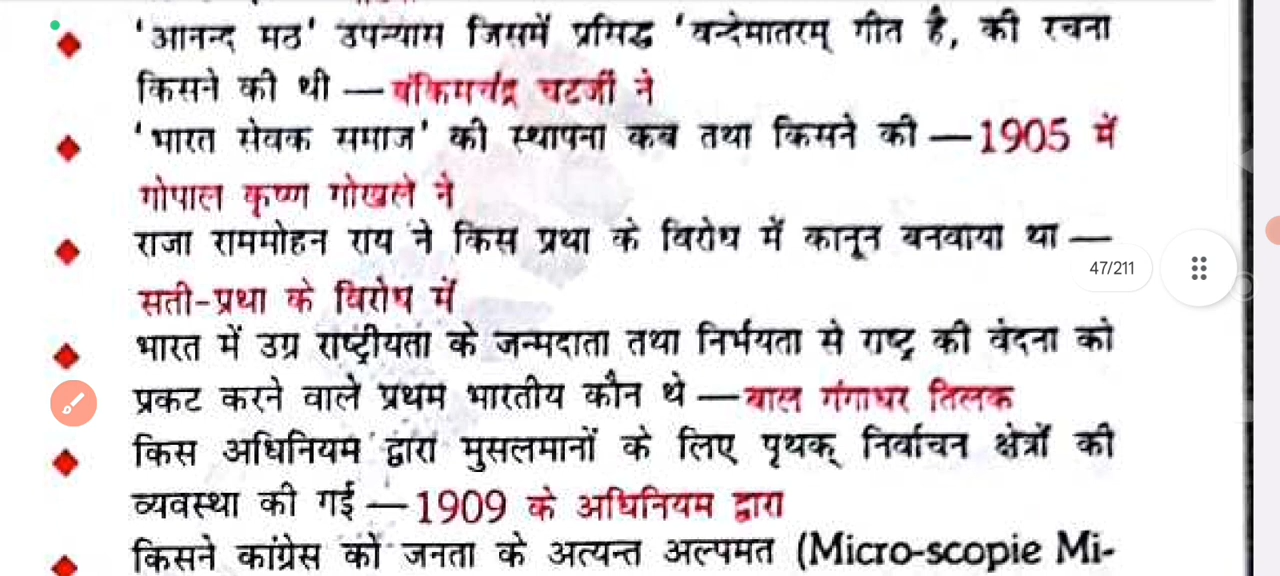 'आनन्द मठ' उपन्यास जिसमें प्रसिद्ध 'वन्देमातरम् गीत है, की रचना
किसने की थी — बंकिमचंद्र चटर्जी ने
'भारत सेवक समाज' की स्थापना कब तथा किसने की — 1905 में
गोपाल कृष्ण गोखले ने
राजा राममोहन राय ने किस प्रथा के विरोध में कानून बनवाया था —
47/211
सती-प्रथा के विरोध में
भारत में उग्र राष्ट्रीयता के जन्मदाता तथा निर्भयता से राष्ट्र की वंदना को
प्रकट करने वाले प्रथम भारतीय कौन थे — बाल गंगाधर तिलक
किस अधिनियम द्वारा मुसलमानों के लिए पृथक् निर्वाचन क्षेत्रों की
व्यवस्था की गई — 1909 के अधिनियम द्वारा
किसने कांग्रेस को जनता के अत्यन्त अल्पमत (Micro-scopie Mi-